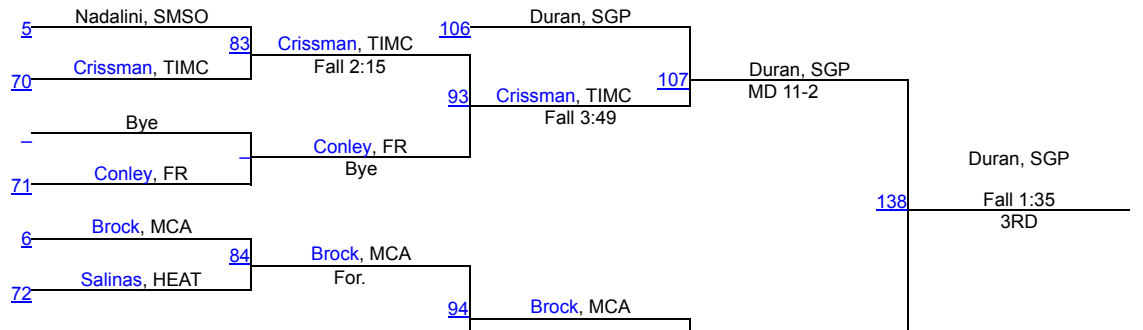 Nadalini, SMSO
Duran, SGP
5
106
83
Crissman, TIMC
Crissman, TIMC
Fall 2:15
70
107
Duran, SGP
MD 11-2
93
Crissman, TIMC
Bye
Fall 3:49
_
_
Conley, FR
Conley, FR
Bye
71
Duran, SGP
138
Fall 1:35
3RD
Brock, MCA
6
84
Brock, MCA
Salinas, HEAT
For.
72
94
Brock, MCA